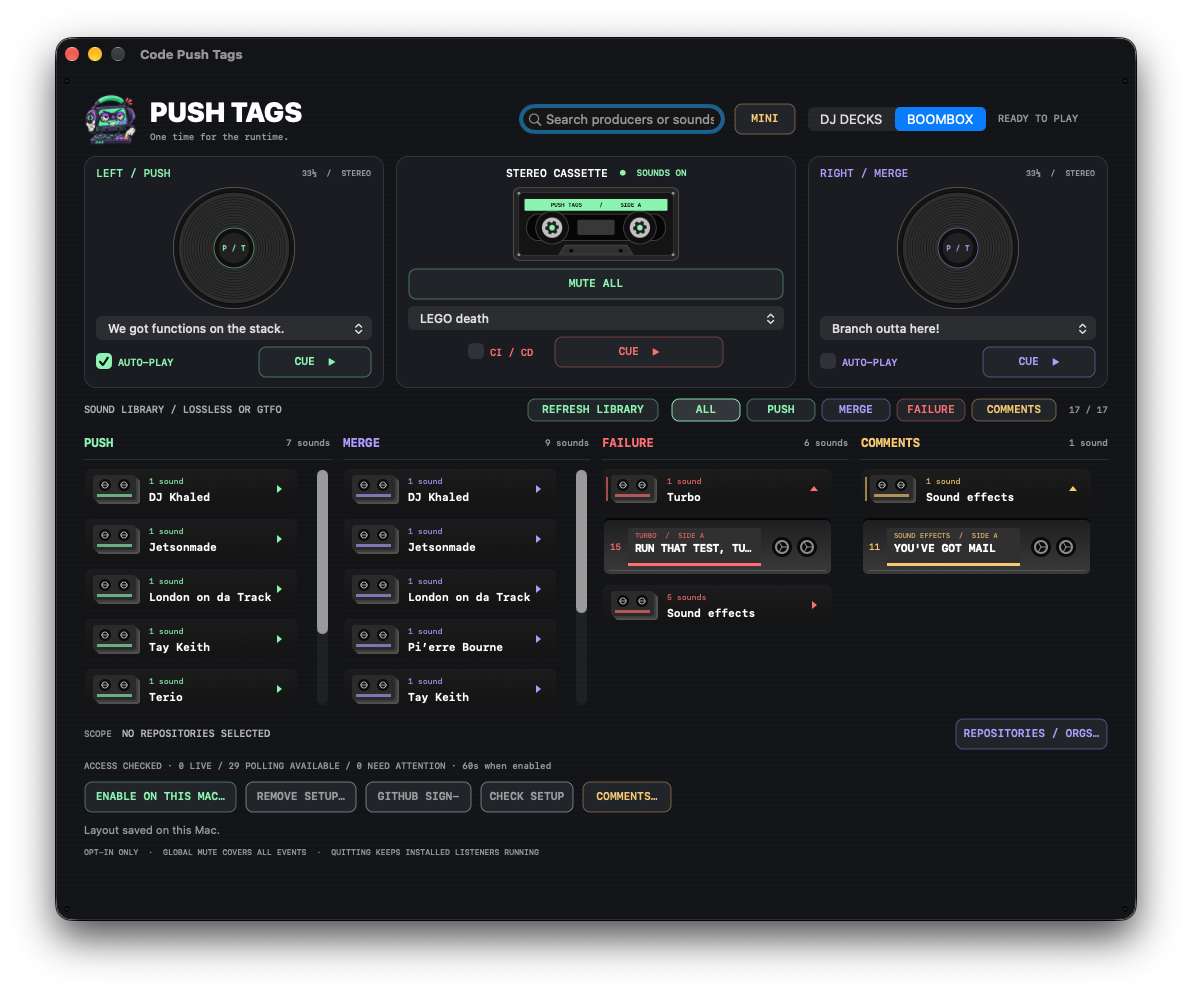 Code Push Tags
PUSH TAGS
One time for the runtime.
Search producers or sounds
MINI
DJ DECKS
BOOMBOX
READY TO PLAY
LEFT / PUSH
33⅓ / STEREO
P / T
We got functions on the stack.
AUTO-PLAY
CUE
STEREO CASSETTE
SOUNDS ON
PUSH TAGS / SIDE A
MUTE ALL
LEGO death
CI / CD
CUE
RIGHT / MERGE
33⅓ / STEREO
P / T
Branch outta here!
AUTO-PLAY
CUE
SOUND LIBRARY / LOSSLESS OR GTFO
REFRESH LIBRARY
ALL
PUSH
MERGE
FAILURE
COMMENTS
17 / 17
PUSH
7 sounds
1 sound
DJ Khaled
1 sound
Jetsonmade
1 sound
London on da Track
1 sound
Tay Keith
1 sound
Terio
MERGE
9 sounds
1 sound
DJ Khaled
1 sound
Jetsonmade
1 sound
London on da Track
1 sound
Pi’erre Bourne
1 sound
Tay Keith
FAILURE
6 sounds
1 sound
Turbo
15
TURBO / SIDE A
RUN THAT TEST, TU…
5 sounds
Sound effects
COMMENTS
1 sound
1 sound
Sound effects
11
SOUND EFFECTS / SIDE A
YOU'VE GOT MAIL
SCOPE NO REPOSITORIES SELECTED
REPOSITORIES / ORGS…
ACCESS CHECKED · 0 LIVE / 29 POLLING AVAILABLE / 0 NEED ATTENTION · 60s when enabled
ENABLE ON THIS MAC…
REMOVE SETUP…
GITHUB SIGN-
CHECK SETUP
COMMENTS…
Layout saved on this Mac.
OPT-IN ONLY · GLOBAL MUTE COVERS ALL EVENTS · QUITTING KEEPS INSTALLED LISTENERS RUNNING